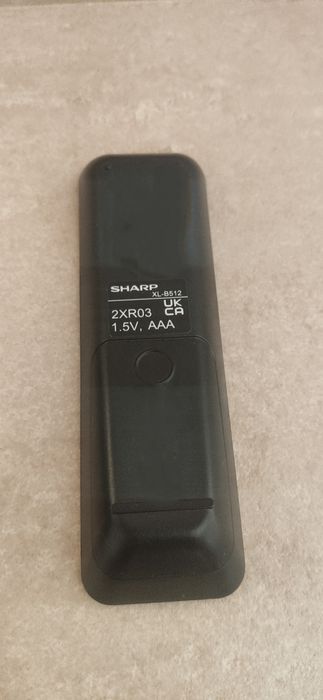 SHARP
XL-B512
2XR03 UK
1.5V, AAA CA